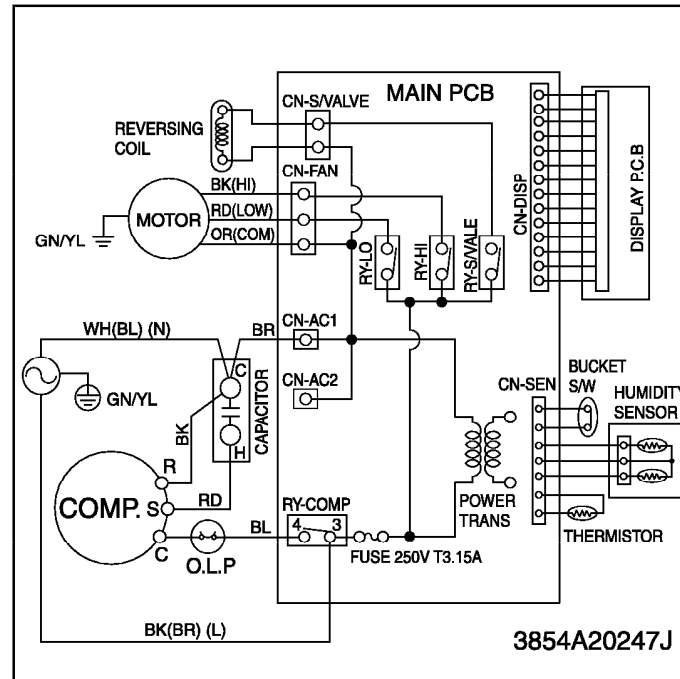 MAIN PCB
CN-S/VALVE
REVERSING
COIL
CN-FAN
BK(HI)
RD(LOW)
OR(COM)
MOTOR
GN/YL
RY-LO
RY-HI
RY-S/VALE
CN-DISP
DISPLAY P.C.B
WH(BL) (N)
BR
CN-AC1
CN-AC2
GN/YL
C
H
CAPACITOR
BK
R
COMP.
S
RD
C
O.L.P
BL
RY-COMP
4 3
FUSE 250V T3.15A
POWER
TRANS
CN-SEN
BUCKET
S/W
HUMIDITY
SENSOR
THERMISTOR
BK(BR) (L)
3854A20247J